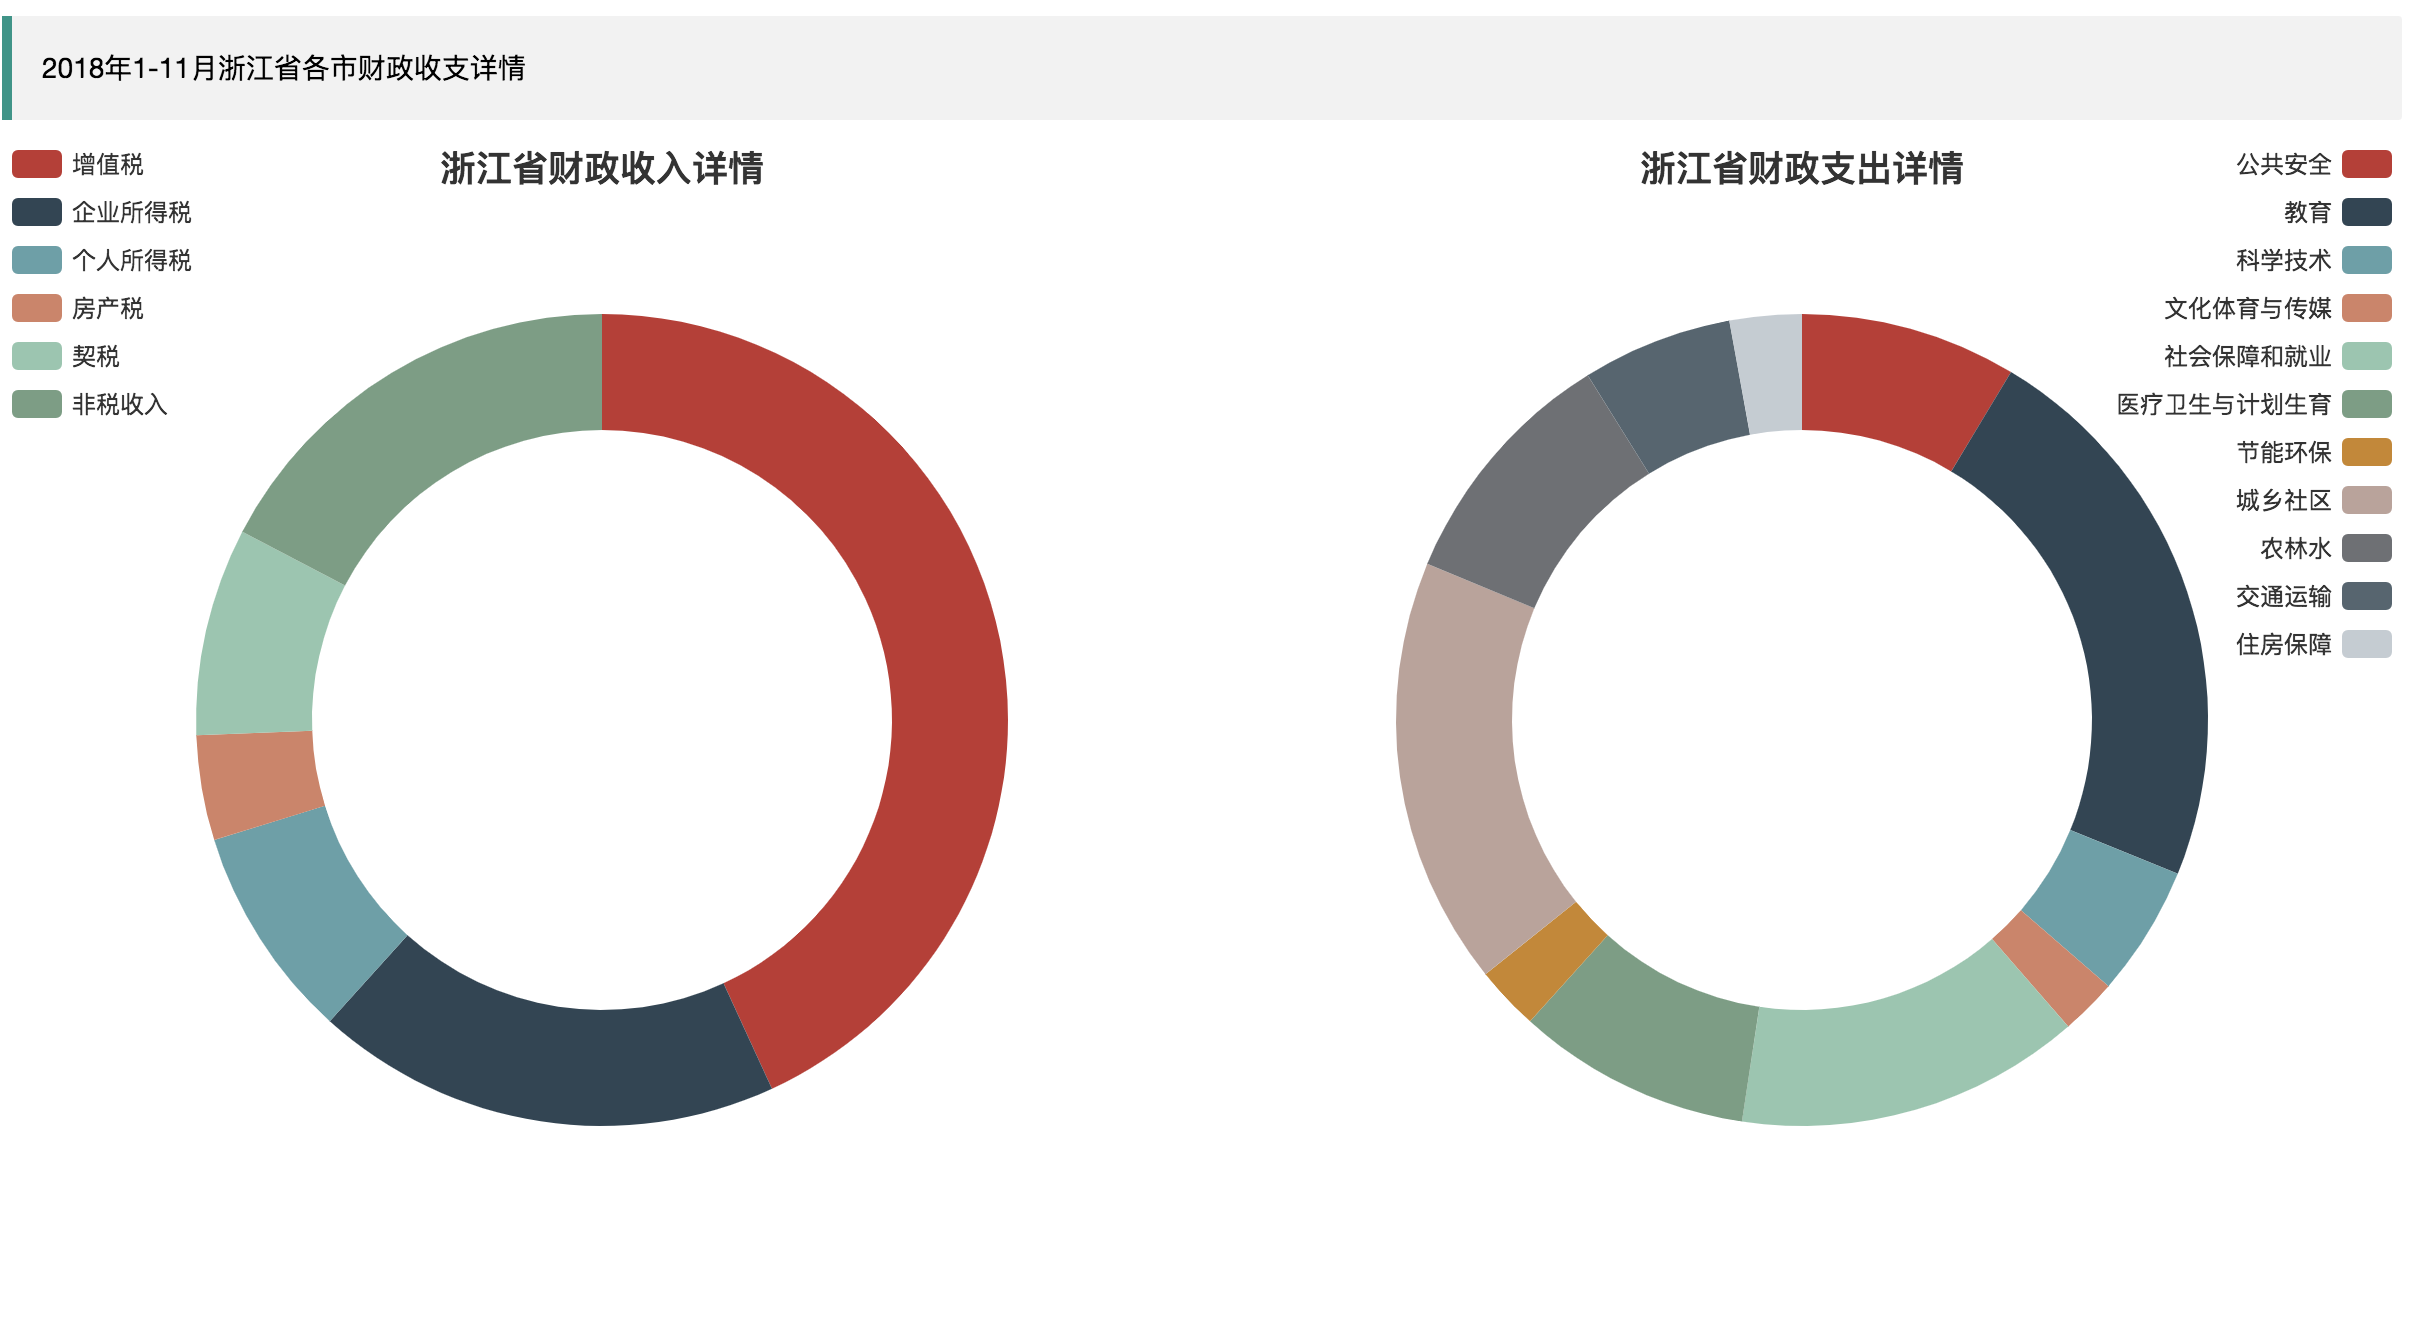 2018年1-11月浙江省各市财政收支详情
浙江省财政收入详情
增值税
企业所得税
个人所得税
房产税
契税
非税收入
浙江省财政支出详情
公共安全
教育
科学技术
文化体育与传媒
社会保障和就业
医疗卫生与计划生育
节能环保
城乡社区
农林水
交通运输
住房保障